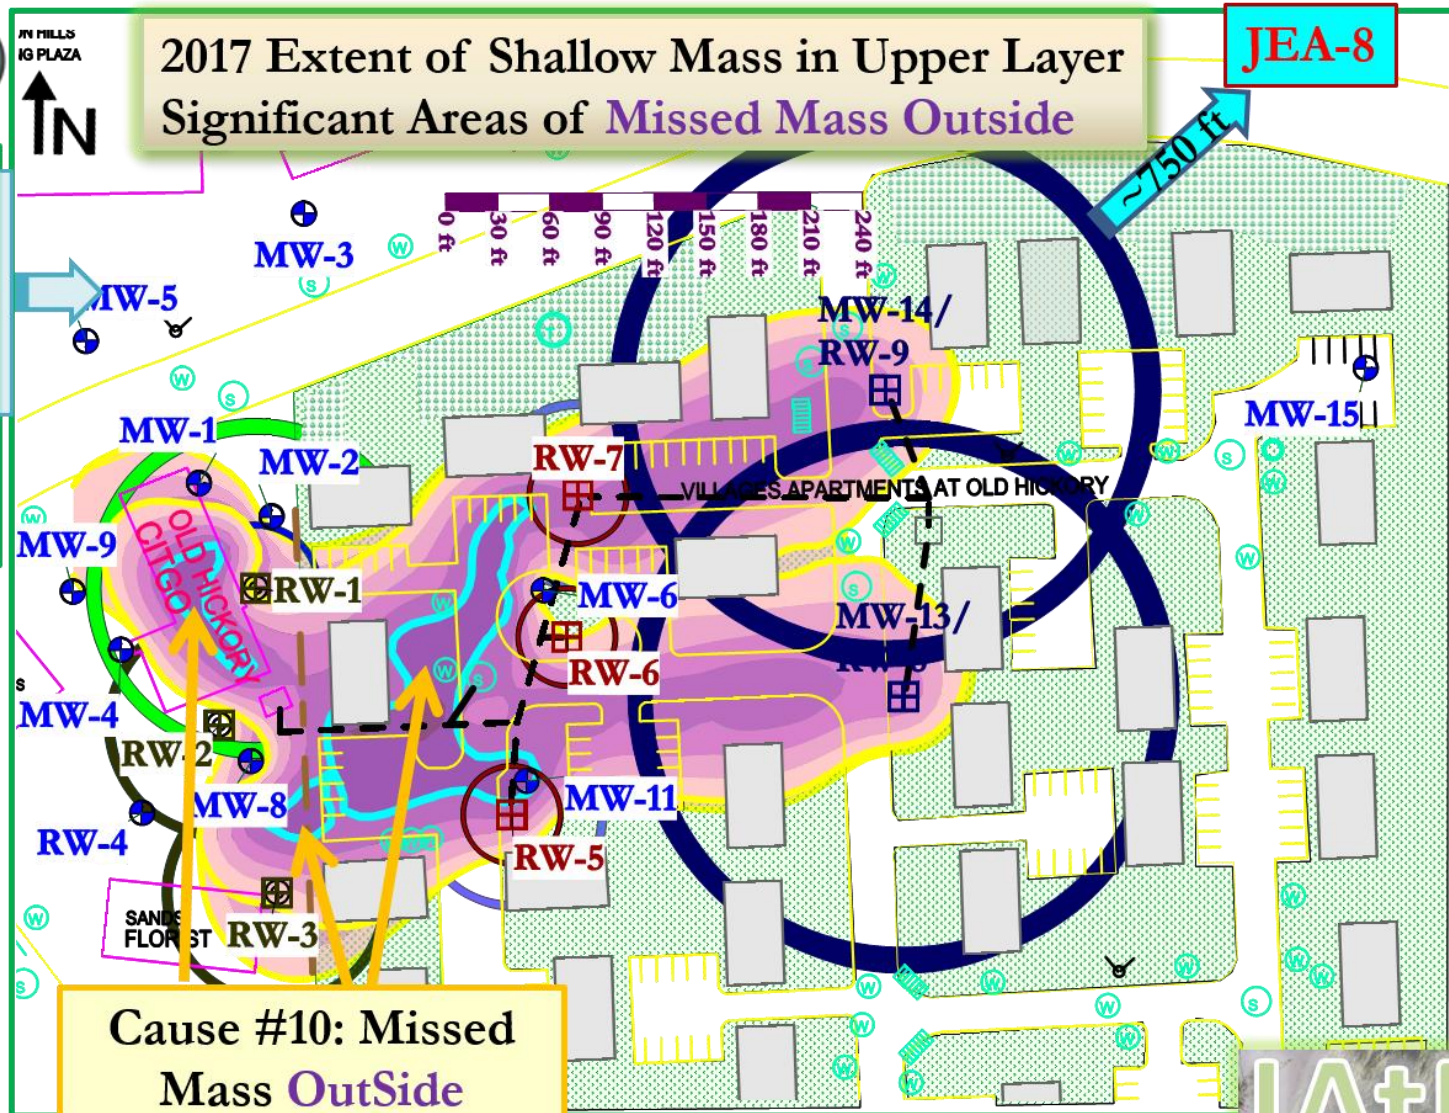 2017 Extent of Shallow Mass in Upper Layer
Significant Areas of Missed Mass Outside
JEA-8
~750 ft
N
0 ft
30 ft
60 ft
90 ft
120 ft
150 ft
180 ft
210 ft
240 ft
MW-3
MW-5
MW-14/
RW-9
MW-15
MW-1
MW-2
RW-7
VILLAGES APARTMENTS AT OLD HICKORY
MW-9
OLD HICKORY
CITGO
RW-1
MW-6
MW-13/
RW-6
MW-4
RW-2
MW-8
MW-11
RW-4
RW-5
SANDS
FLORIST
RW-3
Cause #10: Missed
Mass OutSide